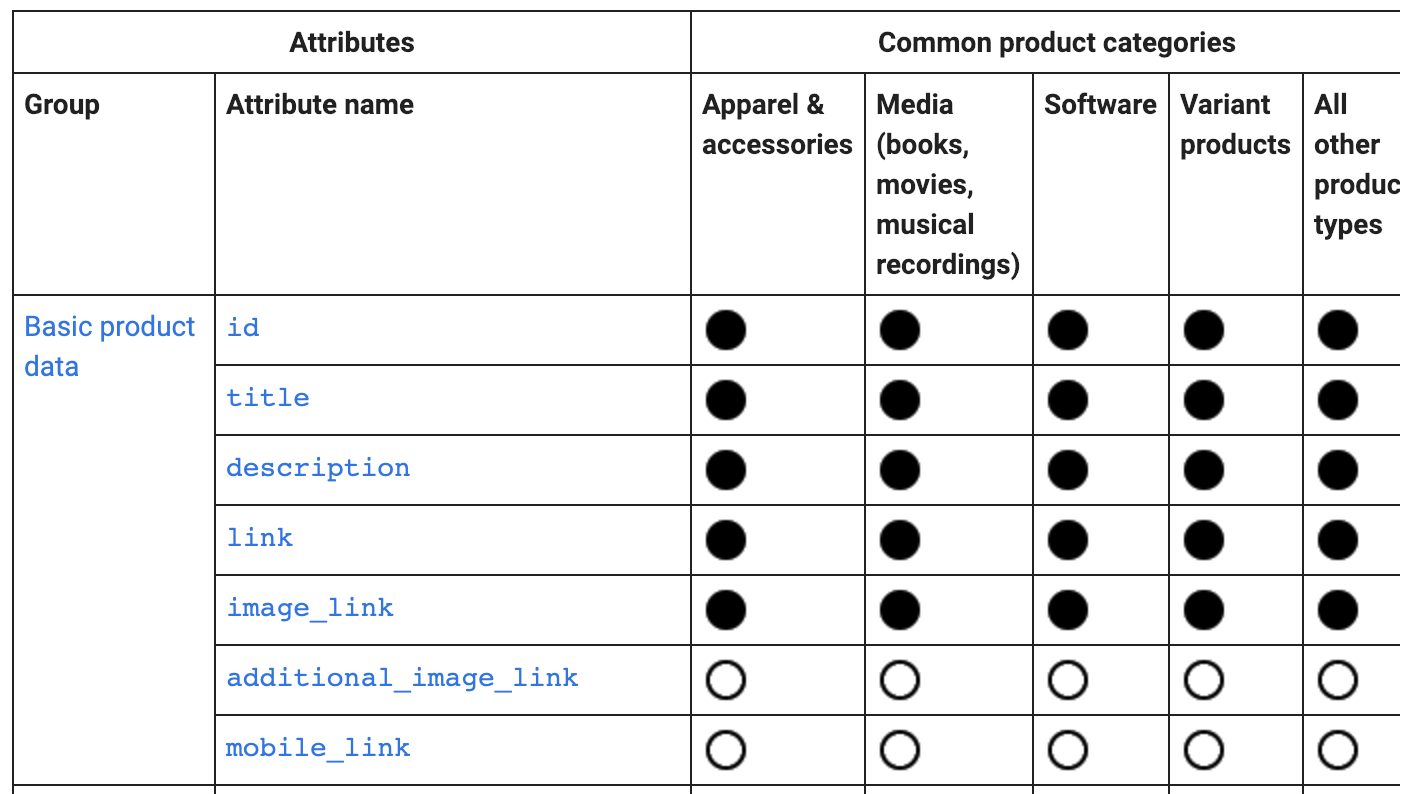 Attributes
Common product categories
Group
Attribute name
Apparel &
accessories
Media
(books,
movies,
musical
recordings)
Software
Variant
products
All
other
produc
types
Basic product
data
id
title
description
link
image_link
additional_image_link
mobile_link